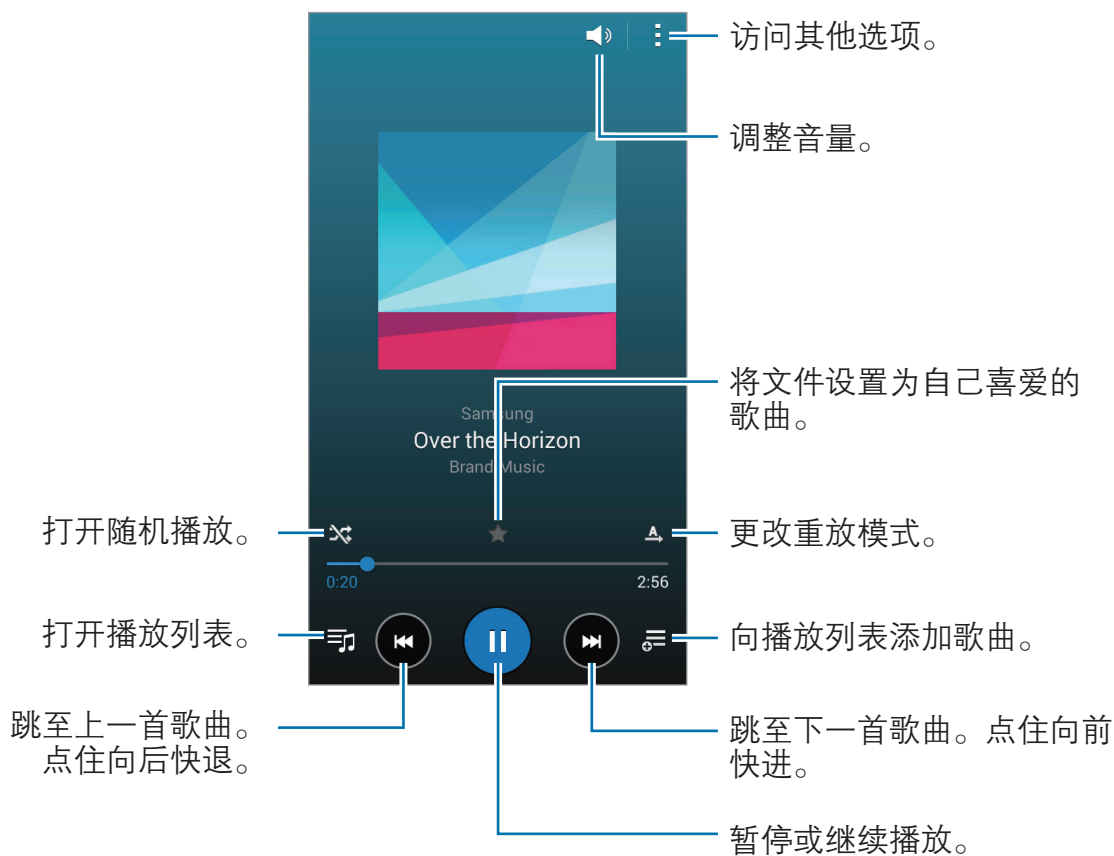 访问其他选项。
调整音量。
将文件设置为自己喜爱的
歌曲。
Samsung
Over the Horizon
Brand Music
打开随机播放。
A
更改重放模式。
0:20
2:56
打开播放列表。
向播放列表添加歌曲。
跳至上一首歌曲。
点住向后快退。
跳至下一首歌曲。点住向前
快进。
暂停或继续播放。